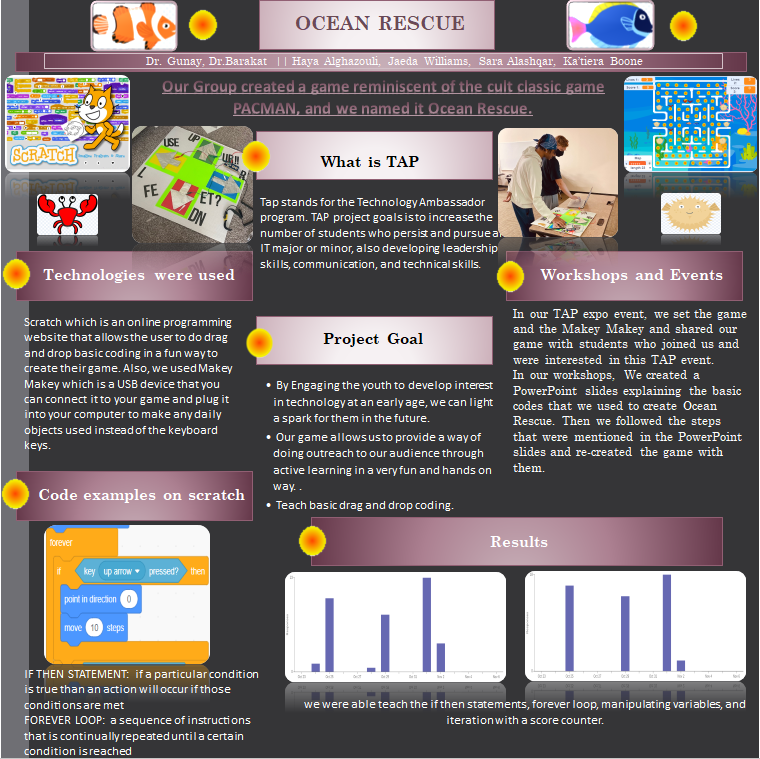 OCEAN RESCUE
Dr. Gunay, Dr.Barakat || Haya Alghazouli, Jaeda Williams, Sara Alashqar, Ka'tiera Boone
Our Group created a game reminiscent of the cult classic game
PACMAN, and we named it Ocean Rescue.
SCRATCH
USE
UP
What is TAP
Tap stands for the Technology Ambassador
program. TAP project goals is to increase the
number of students who persist and pursue a
IT major or minor, also developing leadership
skills, communication, and technical skills.
Technologies were used
Scratch which is an online programming
website that allows the user to do drag
and drop basic coding in a fun way to
create their game. Also, we used Makey
Makey which is a USB device that you
can connect it to your game and plug it
into your computer to make any daily
objects used instead of the keyboard
keys.
Code examples on scratch
forever
if key up arrow pressed? then
point in direction 0
move 10 steps
IF THEN STATEMENT: if a particular condition
is true than an action will occur if those
conditions are met
FOREVER LOOP: a sequence of instructions
that is continually repeated until a certain
condition is reached
Project Goal
• By Engaging the youth to develop interest
in technology at an early age, we can light
a spark for them in the future.
• Our game allows us to provide a way of
doing outreach to our audience through
active learning in a very fun and hands on
way. .
• Teach basic drag and drop coding.
Workshops and Events
In our TAP expo event, we set the game
and the Makey Makey and shared our
game with students who joined us and
were interested in this TAP event.
In our workshops, We created a
PowerPoint slides explaining the basic
codes that we used to create Ocean
Rescue. Then we followed the steps
that were mentioned in the PowerPoint
slides and re-created the game with
them.
Results
we were able teach the if then statements, forever loop, manipulating variables, and
iteration with a score counter.